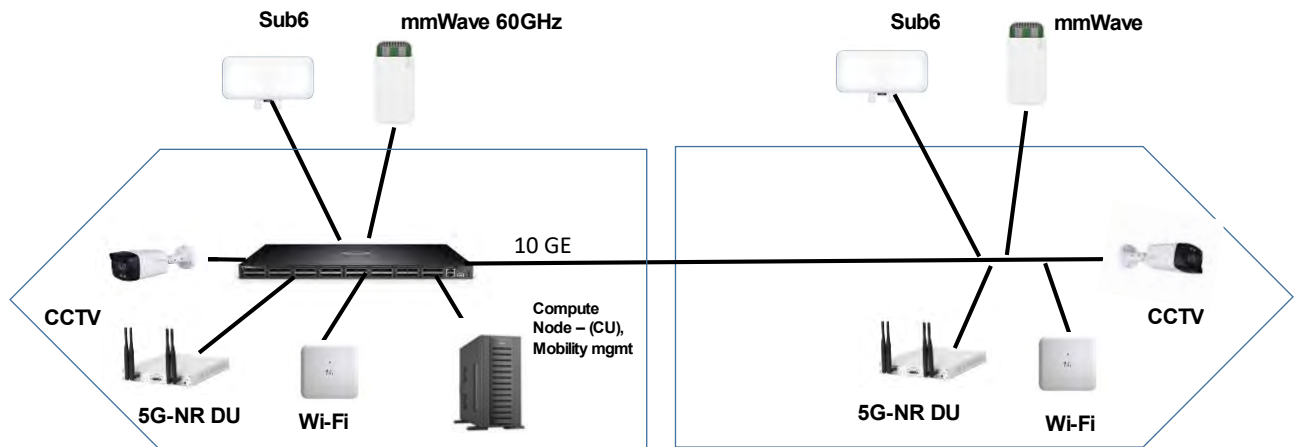 Sub6
mmWave 60GHz
Sub6
mmWave
10 GE
CCTV
Compute
Node – (CU),
Mobility mgmt
5G-NR DU
Wi-Fi
CCTV
5G-NR DU
Wi-Fi